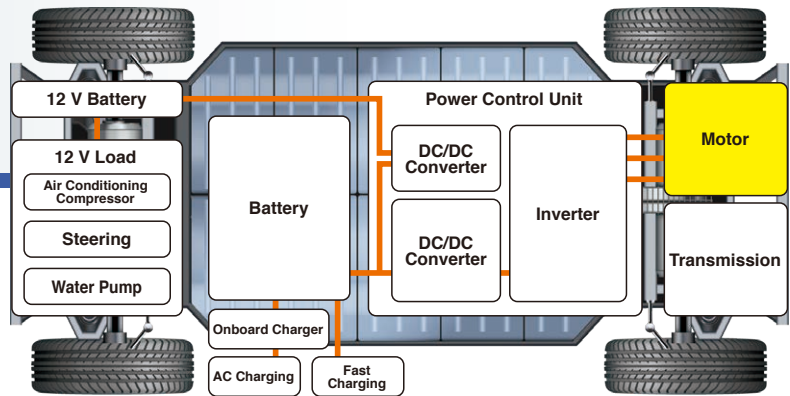 12 V Battery
12 V Load
Air Conditioning
Compressor
Steering
Water Pump
Battery
Onboard Charger
AC Charging
Fast
Charging
Power Control Unit
DC/DC
Converter
DC/DC
Converter
Inverter
Motor
Transmission